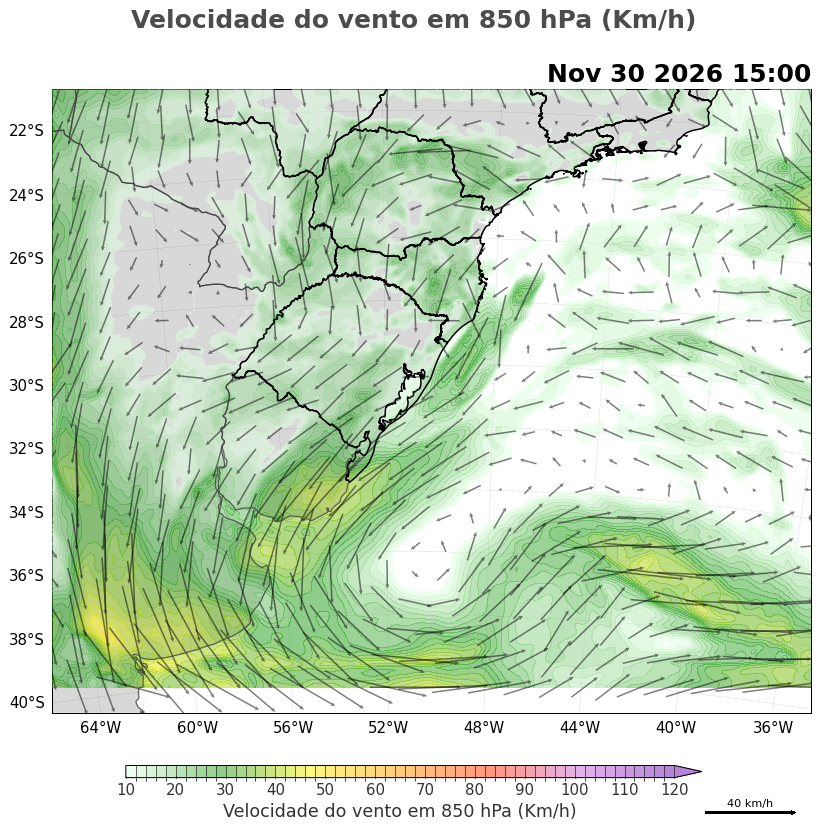 Velocidade do vento em 850 hPa (Km/h)
Nov 30 2026 15:00
22°S
24°S
26°S
28°S
30°S
32°S
34°S
36°S
38°S
40°S
64°W 60°W 56°W 52°W 48°W 44°W 40°W 36°W
10 20 30 40 50 60 70 80 90 100 110 120
Velocidade do vento em 850 hPa (Km/h)
40 km/h